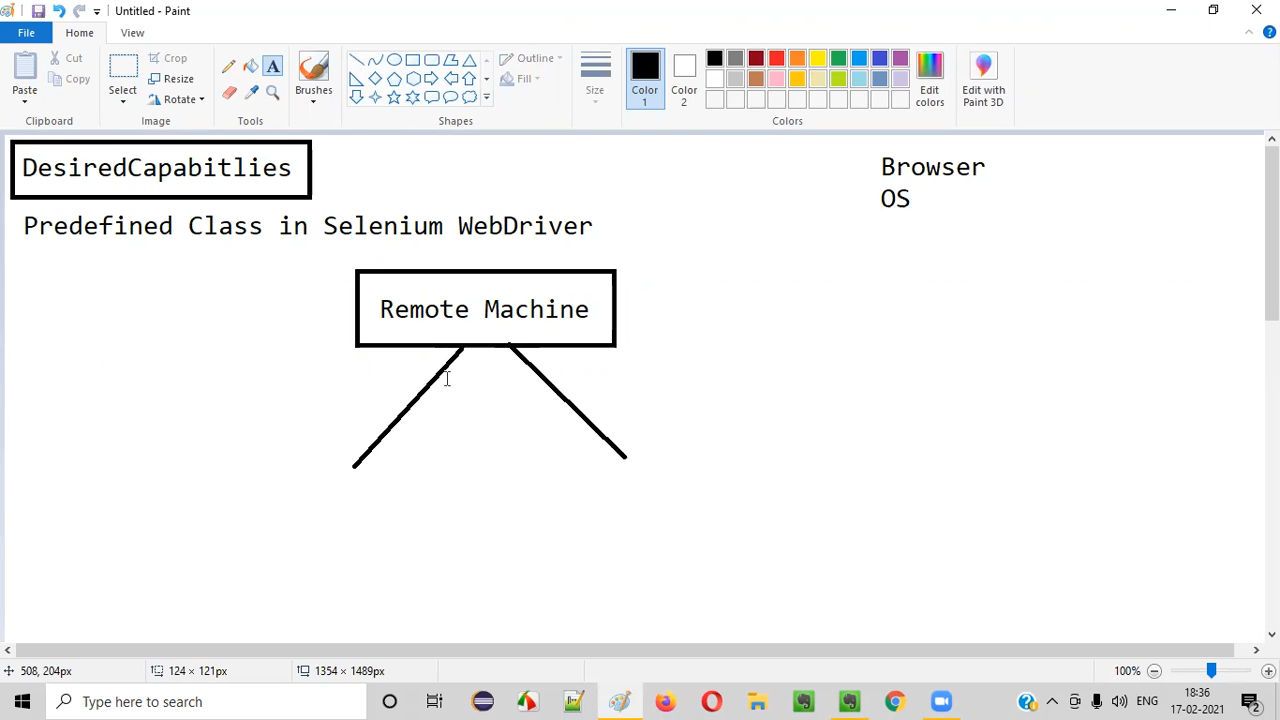 Untitled - Paint
File
Home
View
Paste
Cut
Copy
Clipboard
Select
Crop
Resize
Rotate
Image
A
Tools
Brushes
Shapes
Outline
Fill
Size
Color 1
Color 2
Edit colors
Colors
Edit with Paint 3D
DesiredCapabitlies
Predefined Class in Selenium WebDriver
Browser
OS
Remote Machine
508, 204px
124 × 121px
1354 × 1489px
100%
Type here to search
ENG
18:36
17-02-2021
2